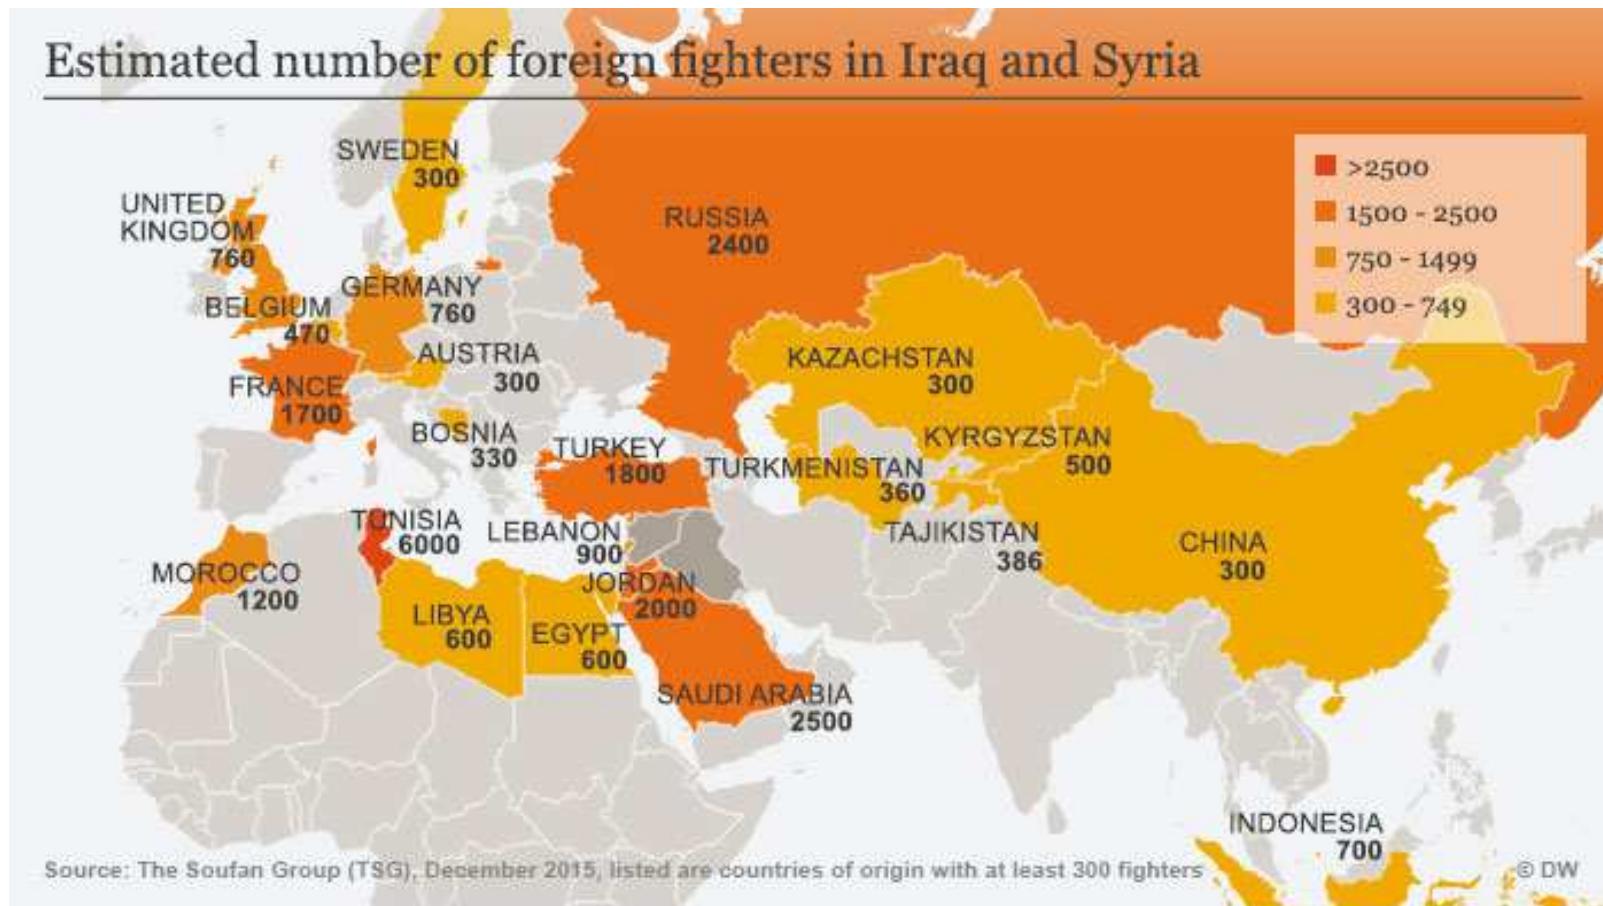 Estimated number of foreign fighters in Iraq and Syria
>2500
1500 - 2500
750 - 1499
300 - 749
SWEDEN
300
UNITED
KINGDOM
760
RUSSIA
2400
GERMANY
760
BELGIUM
470
AUSTRIA
300
FRANCE
1700
KAZACHSTAN
300
BOSNIA
330
TURKEY
1800
KYRGYZSTAN
500
TURKMENISTAN
360
TUNISIA
6000
LEBANON
900
TAJIKISTAN
386
CHINA
300
MOROCCO
1200
JORDAN
2000
LIBYA
600
EGYPT
600
SAUDI ARABIA
2500
INDONESIA
700
Source: The Soufan Group (TSG), December 2015, listed are countries of origin with at least 300 fighters
© DW